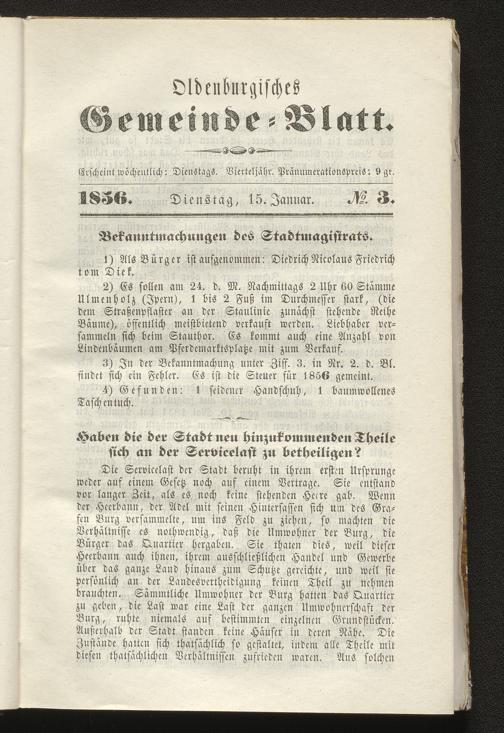 Oldenburgisches
Gemeinde-Blatt.
Erscheint wöchentlich: Dienstags. Vierteljähr. Pränumerationspreis: 9 gr.
1856. Dienstag, 15. Januar. № 3.
Bekanntmachungen des Stadtmagistrats.
1) Als Bürger ist aufgenommen: Diedrich Nicolaus Friedrich
tom Diek.
2) Es sollen am 24. d. M. Nachmittags 2 Uhr 60 Stämme
Ulmenholz (Ipern), 1 bis 2 Fuß im Durchmesser stark, (die
dem Straßenpflaster an der Staulinie zunächst stehende Reihe
Bäume), öffentlich meistbietend verkauft werden. Liebhaber ver-
sammeln sich beim Stauthor. Es kommt auch eine Anzahl von
Lindenbäumen am Pferdemarktsplatze mit zum Verkauf.
3) In der Bekanntmachung unter Ziff. 3. in Nr. 2. d. Bl.
findet sich ein Fehler. Es ist die Steuer für 1856 gemeint.
4) Gefunden: 1 seidener Handschuh, 1 baumwollenes
Taschentuch.
Haben die der Stadt neu hinzukommenden Theile
sich an der Servicelast zu betheiligen?
Die Servicelast der Stadt beruht in ihrem ersten Ursprunge
weder auf einem Gesetz noch auf einem Vertrage. Sie entstand
vor langer Zeit, als es noch keine stehenden Heere gab. Wenn
der Heerbann, der Adel mit seinen Hintersassen sich um des Gra-
fen Burg versammelte, um ins Feld zu ziehen, so machten die
Verhältnisse es nothwendig, daß die Umwohner der Burg, die
Bürger das Quartier hergaben. Sie thaten dies, weil dieser
Heerbann auch ihnen, ihrem ausschließlichen Handel und Gewerbe
über das ganze Land hinaus zum Schutze gereichte, und weil sie
persönlich an der Landesvertheidigung keinen Theil zu nehmen
brauchten. Sämmtliche Umwohner der Burg hatten das Quartier
zu geben, die Last war eine Last der ganzen Umwohnerschaft der
Burg, ruhte niemals auf bestimmten einzelnen Grundstücken.
Außerhalb der Stadt standen keine Häuser in deren Nähe. Die
Zustände hatten sich thatsächlich so gestaltet, indem alle Theile mit
diesen thatsächlichen Verhältnissen zufrieden waren. Aus solchen